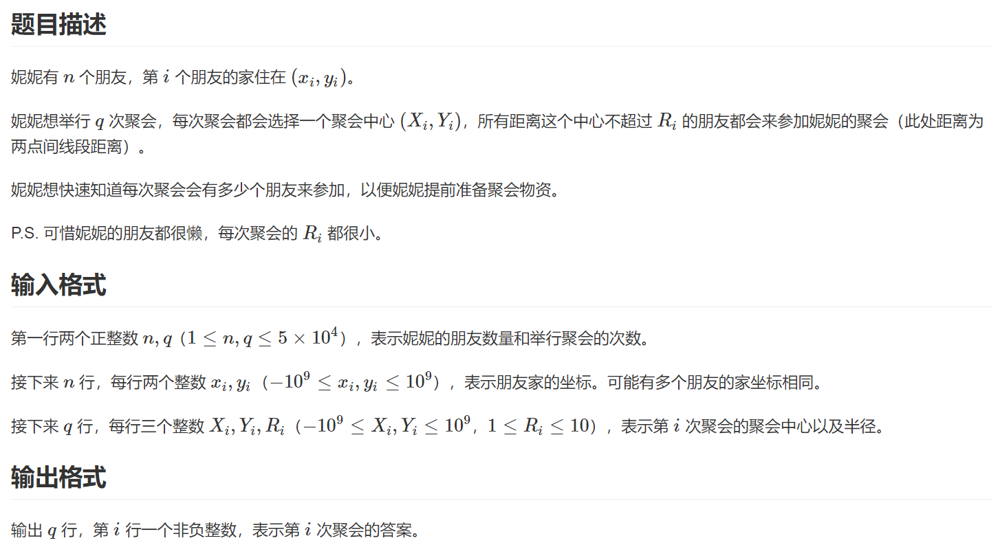 题目描述
妮妮有 n 个朋友，第 i 个朋友的家住在 (x_i, y_i)。
妮妮想举行 q 次聚会，每次聚会都会选择一个聚会中心 (X_i, Y_i)，所有距离这个中心不超过 R_i 的朋友都会来参加妮妮的聚会（此处距离为
两点间线段距离）。
妮妮想快速知道每次聚会会有多少个朋友来参加，以便妮妮提前准备聚会物资。
P.S. 可惜妮妮的朋友都很懒，每次聚会的 R_i 都很小。
输入格式
第一行两个正整数 n, q（1 ≤ n, q ≤ 5 × 10^4），表示妮妮的朋友数量和举行聚会的次数。
接下来 n 行，每行两个整数 x_i, y_i（−10^9 ≤ x_i, y_i ≤ 10^9），表示朋友家的坐标。可能有多个朋友的家坐标相同。
接下来 q 行，每行三个整数 X_i, Y_i, R_i（−10^9 ≤ X_i, Y_i ≤ 10^9，1 ≤ R_i ≤ 10），表示第 i 次聚会的聚会中心以及半径。
输出格式
输出 q 行，第 i 行一个非负整数，表示第 i 次聚会的答案。